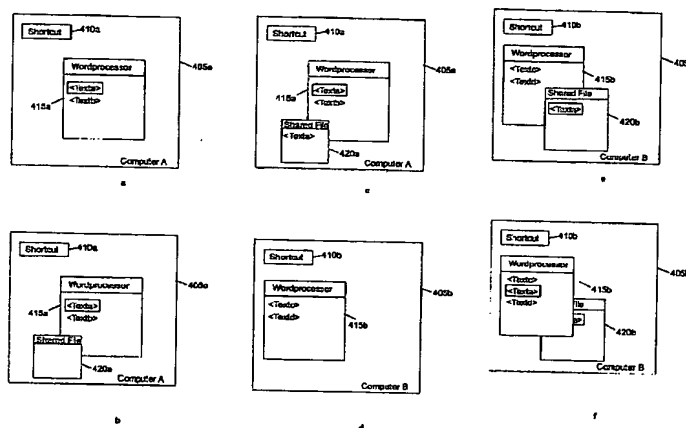 Shortcut 410a
Wordprocessor
405a
415a
<Texta>
<Textb>
Computer A
a
Shortcut 410a
Wordprocessor
405a
415a
<Texta>
<Textb>
Shared File
<Texta>
420a
Computer A
c
Shortcut 410b
Wordprocessor
405
<Texta>
<Textd>
415b
Shared File
<Texta>
420b
Computer B
e
Shortcut 410a
Wordprocessor
405a
415a
<Texta>
<Textb>
Shared File
420a
Computer A
b
Shortcut 410b
Wordprocessor
405b
<Textc>
<Textd>
415b
Computer B
d
Shortcut 410b
Wordprocessor
405b
<Textc>
<Texta>
<Textd>
415b
File
420b
Computer B
f